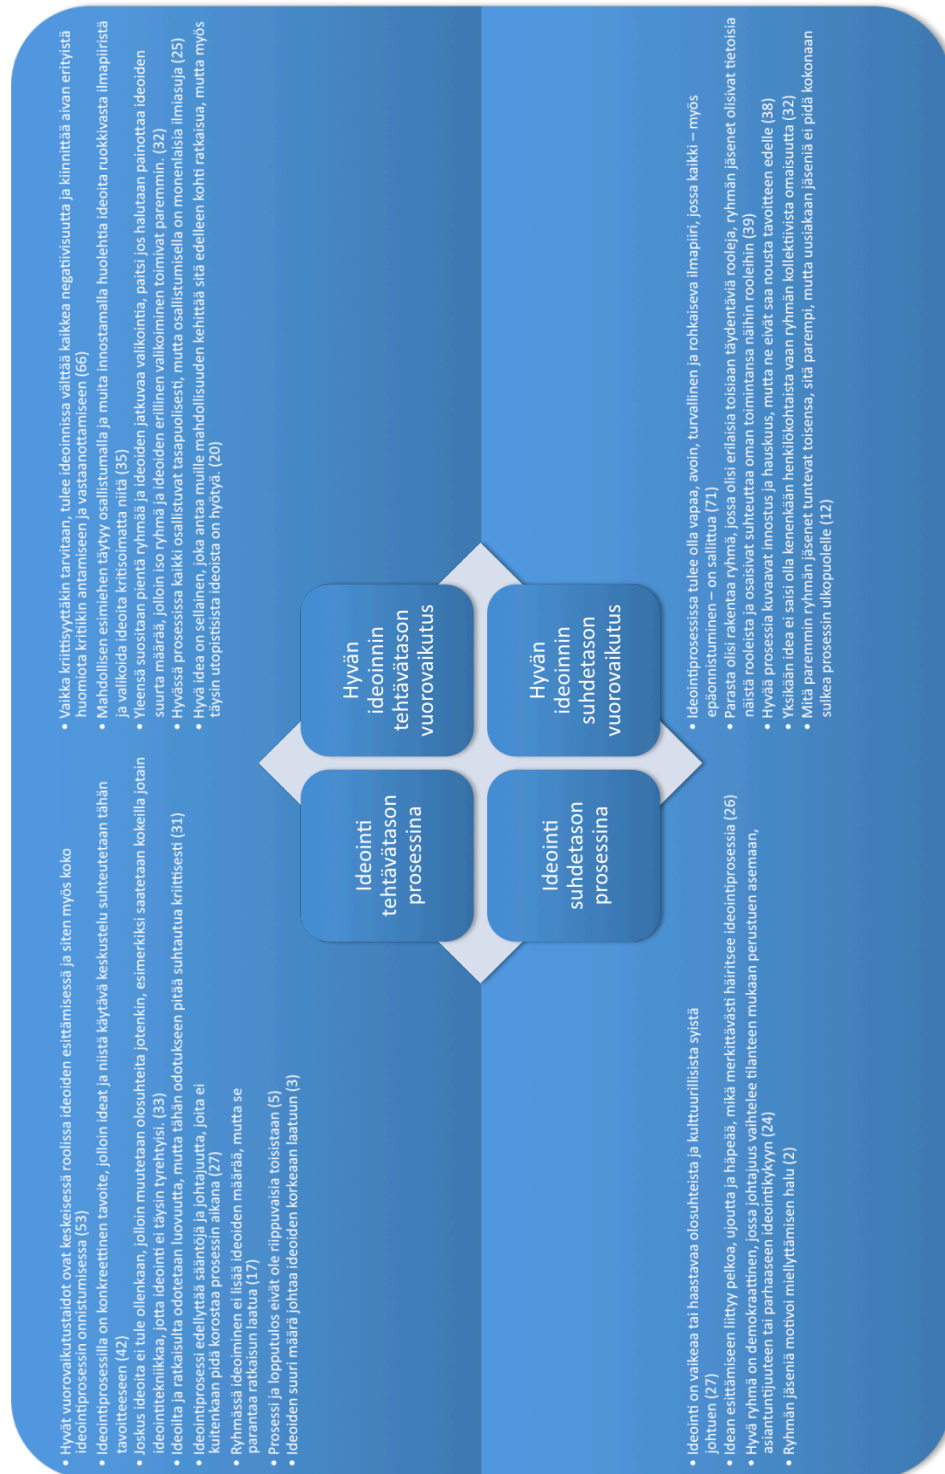 • Hyvät vuorovaikutustaidot ovat keskeisessä roolissa ideoiden esittämisessä ja siten myös koko
ideointiprosessin onnistumisessa (53)
• Ideointiprosessilla on konkreettinen tavoite, jolloin ideat ja niistä käytävä keskustelu suhteutetaan tähän
tavoitteeseen (42)
• Joskus ideoita ei tule ollenkaan, jolloin muutetaan olosuhteita jotenkin, esimerkiksi saatetaan kokeilla jotain
ideointitekniikkaa, jotta ideointi ei täysin tyrehtyisi. (33)
• Ideoilta ja ratkaisulta odotetaan luovuutta, mutta tähän odotukseen pitää suhtautua kriittisesti (31)
• Ideointiprosessi edellyttää sääntöjä ja johtajuutta, joita ei
kuitenkaan pidä korostaa prosessin aikana (27)
• Ryhmässä ideoiminen ei lisää ideoiden määrää, mutta se
parantaa ratkaisun laatua (17)
• Prosessi ja lopputulos eivät ole riippuvaisia toisistaan (5)
• Ideoiden suuri määrä johtaa ideoiden korkeaan laatuun (3)
• Vaikka kriittisyyttäkin tarvitaan, tulee ideoinnissa välttää kaikkea negatiivisuutta ja kiinnittää aivan erityistä
huomiota kritiikin antamiseen ja vastaanottamiseen (66)
• Mahdollisen esimiehen täytyy osallistumalla ja muita innostamalla huolehtia ideoita ruokkivasta ilmapiiristä
ja valikoida ideoita kritisoimatta niitä (35)
• Yleensä suositaan pientä ryhmää ja ideoiden jatkuvaa valikointia, paitsi jos halutaan painottaa ideoiden
suurta määrää, jolloin iso ryhmä ja ideoiden erillinen valikoiminen toimivat paremmin. (32)
• Hyvässä prosessissa kaikki osallistuvat tasapuolisesti, mutta osallistumisella on monenlaisia ilmiasuja (25)
• Hyvä idea on sellainen, joka antaa muille mahdollisuuden kehittää sitä edelleen kohti ratkaisua, mutta myös
täysin utopistisista ideoista on hyötyä. (20)
Ideointi
tehtävätason
prosessina
Hyvän
ideoinnin
tehtävätason
vuorovaikutus
Ideointi
suhdetason
prosessina
Hyvän
ideoinnin
suhdetason
vuorovaikutus
• Ideointi on vaikeaa tai haastavaa olosuhteista ja kulttuurillisista syistä
johtuen (27)
• Idean esittämiseen liittyy pelkoa, ujoutta ja häpeää, mikä merkittävästi häiritsee ideointiprosessia (26)
• Hyvä ryhmä on demokraattinen, jossa johtajuus vaihtelee tilanteen mukaan perustuen asemaan,
asiantuntijuuteen tai parhaaseen ideointikykyyn (24)
• Ryhmän jäseniä motivoi miellyttämisen halu (2)
• Ideointiprosessissa tulee olla vapaa, avoin, turvallinen ja rohkaiseva ilmapiiri, jossa kaikki – myös
epäonnistuminen – on sallittua (71)
• Parasta olisi rakentaa ryhmä, jossa olisi erilaisia toisiaan täydentäviä rooleja, ryhmän jäsenet olisivat tietoisia
näistä rooleista ja osaisivat suhteuttaa oman toimintansa näihin rooleihin (39)
• Hyvää prosessia kuvaavat innostus ja hauskuus, mutta ne eivät saa nousta tavoitteen edelle (38)
• Yksikään idea ei saisi olla kenenkään henkilökohtaista vaan ryhmän kollektiivista omaisuutta (32)
• Mitä paremmin ryhmän jäsenet tuntevat toisensa, sitä parempi, mutta uusiakaan jäseniä ei pidä kokonaan
sulkea prosessin ulkopuolelle (12)